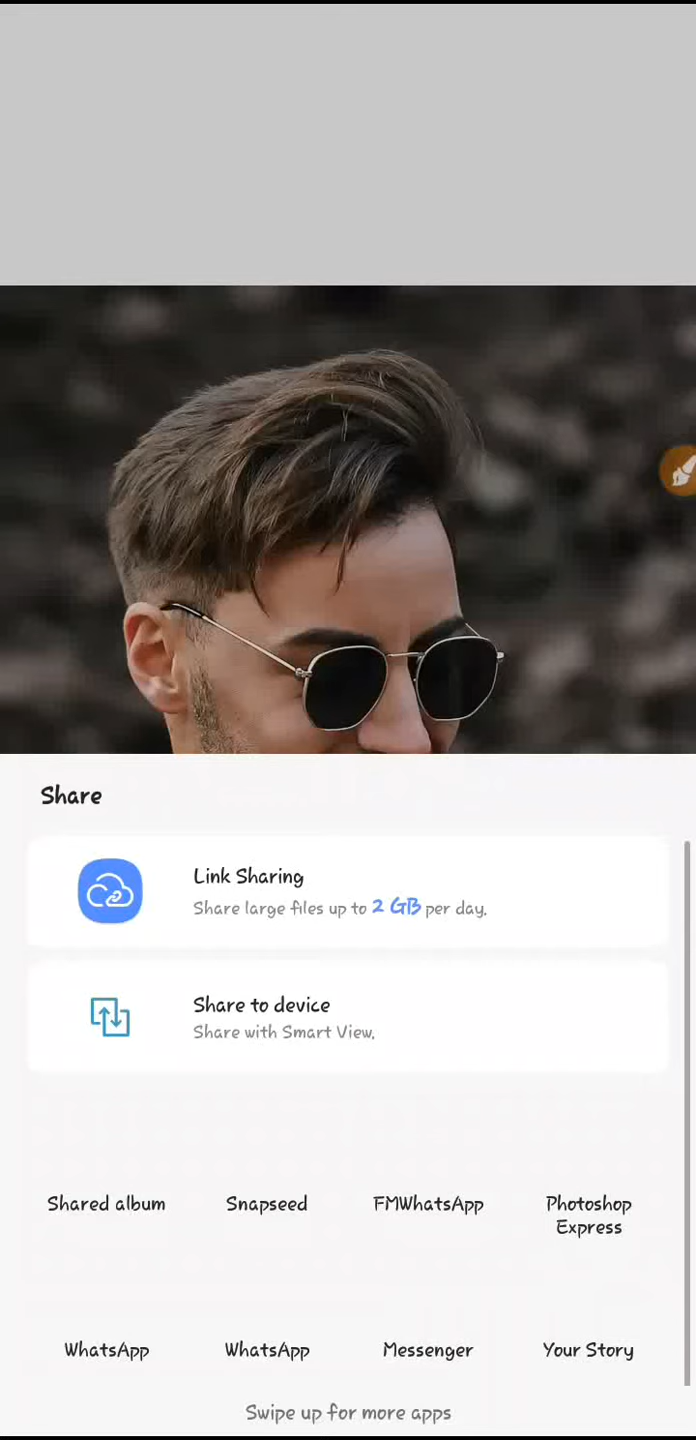 Share
Link Sharing
Share large files up to 2 GB per day.
Share to device
Share with Smart View.
Shared album
Snapseed
FMWhatsApp
Photoshop
Express
WhatsApp
WhatsApp
Messenger
Your Story
Swipe up for more apps